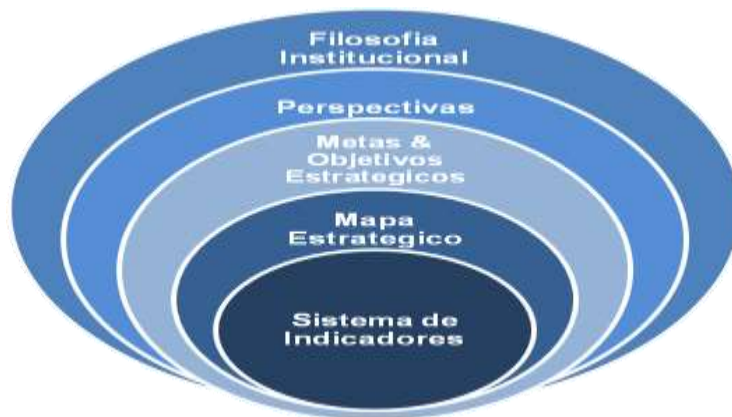 Filosofia
Institucional
Perspectivas
Metas &
Objetivos
Estrategicos
Mapa
Estrategico
Sistema de
Indicadores